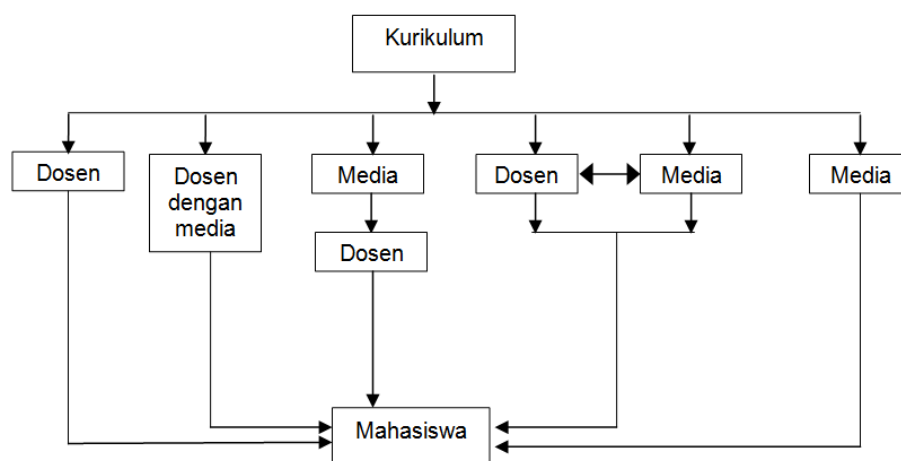 Kurikulum
Dosen
Dosen
dengan
media
Media
Dosen
Media
Media
Dosen
Mahasiswa